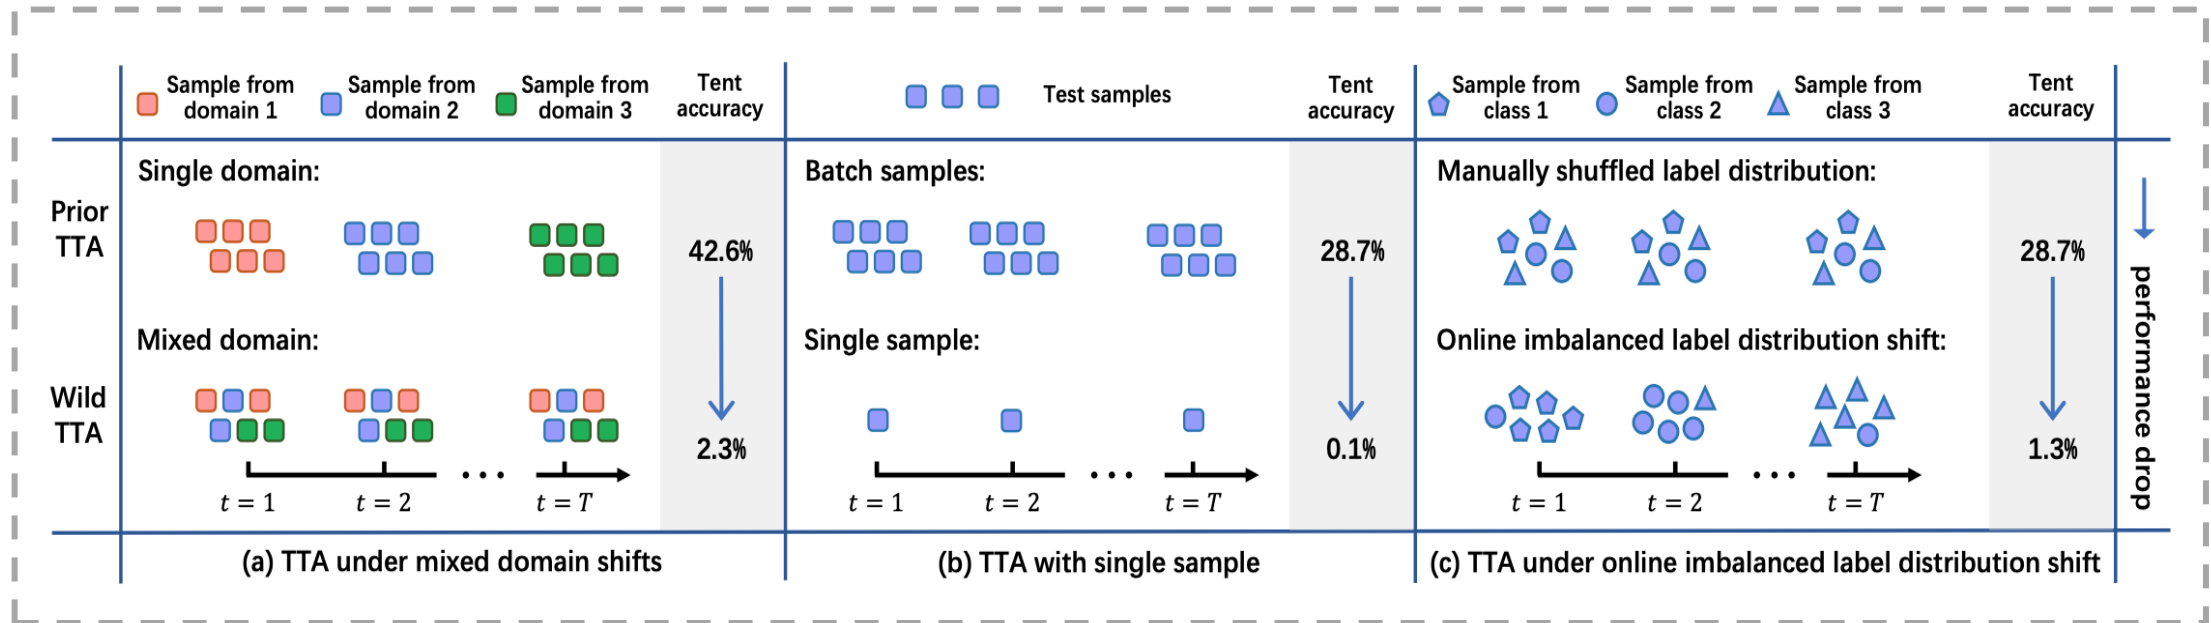 Sample from
domain 1
Sample from
domain 2
Sample from
domain 3
Tent
accuracy
Test samples
Tent
accuracy
Sample from
class 1
Sample from
class 2
Sample from
class 3
Tent
accuracy
Prior
TTA
Single domain:
42.6%
Batch samples:
28.7%
Manually shuffled label distribution:
28.7%
performance drop
Wild
TTA
Mixed domain:
2.3%
t = 1
t = 2
...
t = T
Single sample:
0.1%
t = 1
t = 2
...
t = T
Online imbalanced label distribution shift:
1.3%
t = 1
t = 2
...
t = T
(a) TTA under mixed domain shifts
(b) TTA with single sample
(c) TTA under online imbalanced label distribution shift